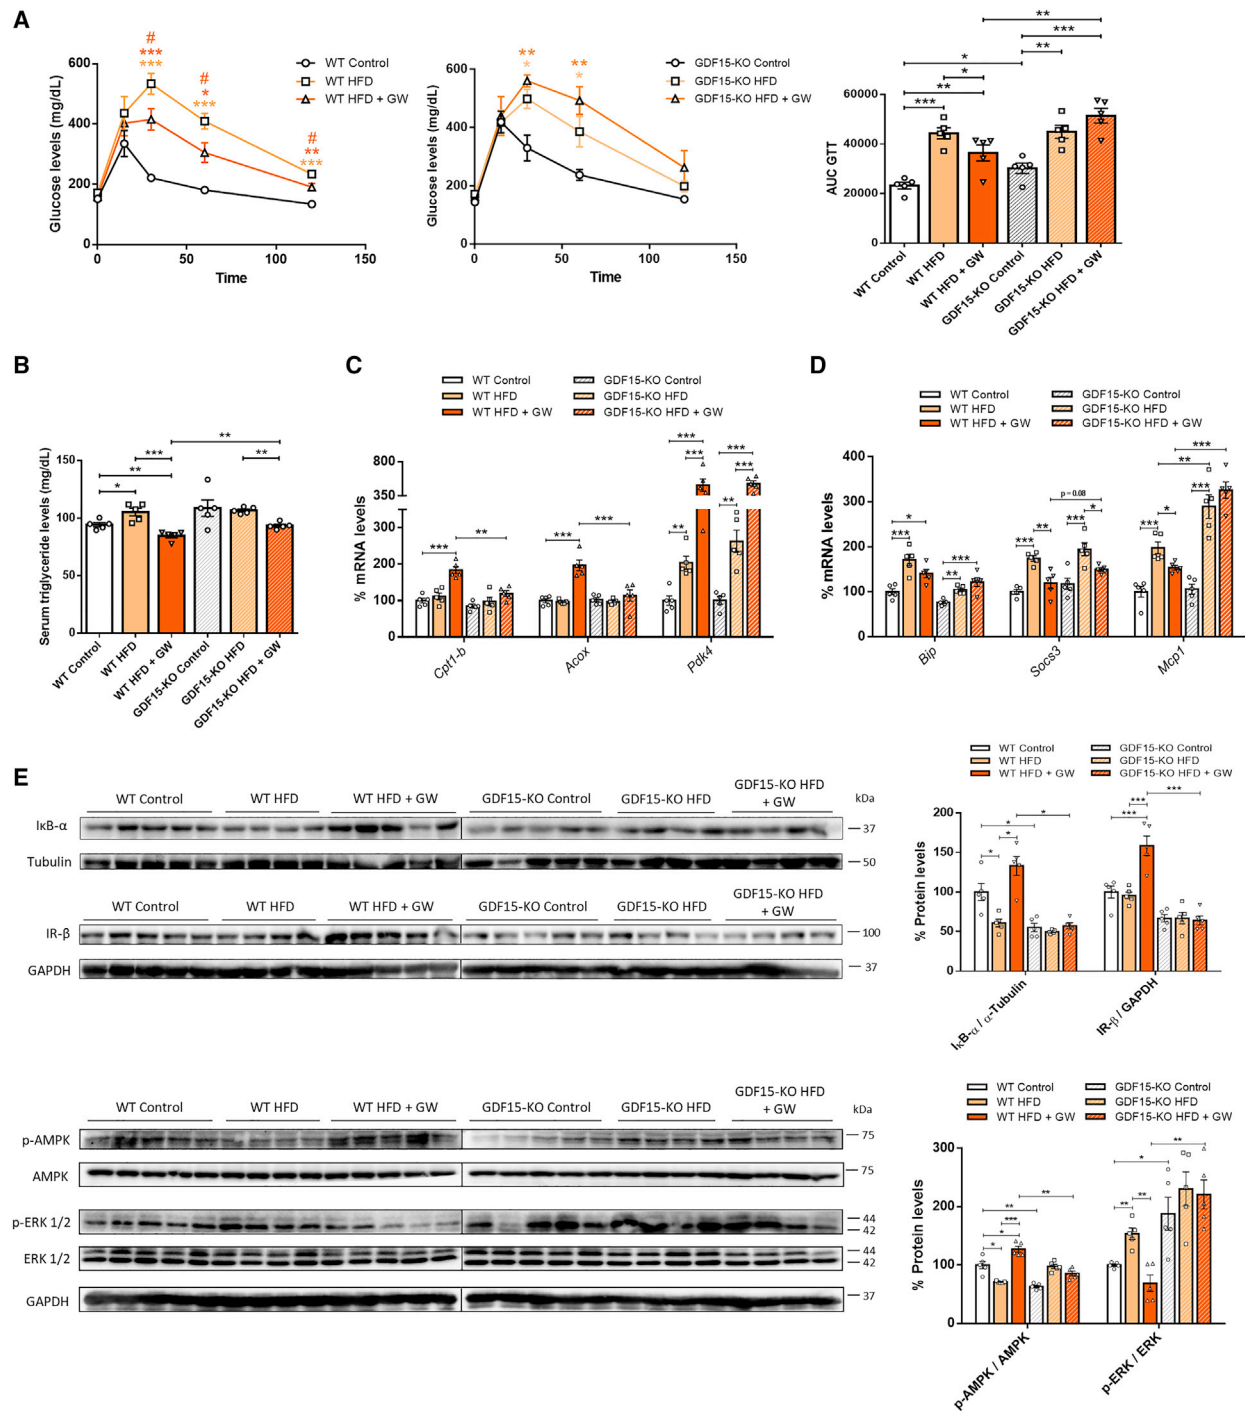 A
Glucose levels (mg/dL)
600
400
200
0
0
50
100
150
Time
#
***
***
#
*
***
#
**
***
WT Control
WT HFD
WT HFD + GW
Glucose levels (mg/dL)
600
400
200
0
0
50
100
150
Time
**
*
**
*
GDF15-KO Control
GDF15-KO HFD
GDF15-KO HFD + GW
AUC GTT
60000
40000
20000
0
**
***
*
*
**
**
***
WT Control
WT HFD
WT HFD + GW
GDF15-KO Control
GDF15-KO HFD
GDF15-KO HFD + GW
B
Serum triglyceride levels (mg/dL)
150
100
50
0
**
***
**
**
*
WT Control
WT HFD
WT HFD + GW
GDF15-KO Control
GDF15-KO HFD
GDF15-KO HFD + GW
C
WT Control
WT HFD
WT HFD + GW
GDF15-KO Control
GDF15-KO HFD
GDF15-KO HFD + GW
% mRNA levels
800
350
300
200
100
0
***
**
***
***
***
***
**
***
***
**
Cpt1-b
Acox
Pdk4
D
WT Control
WT HFD
WT HFD + GW
GDF15-KO Control
GDF15-KO HFD
GDF15-KO HFD + GW
% mRNA levels
400
300
200
100
0
*
***
***
**
p = 0.08
***
**
***
*
***
**
***
*
***
Bip
Socs3
Mcp1
E
WT Control
WT HFD
WT HFD + GW
GDF15-KO Control
GDF15-KO HFD
GDF15-KO HFD
+ GW
kDa
IκB-α
37
Tubulin
50
WT Control
WT HFD
WT HFD + GW
GDF15-KO Control
GDF15-KO HFD
GDF15-KO HFD
+ GW
IR-β
100
GAPDH
37
WT Control
WT HFD
WT HFD + GW
GDF15-KO Control
GDF15-KO HFD
GDF15-KO HFD + GW
% Protein levels
200
150
100
50
0
*
*
*
*
***
***
***
IκB-α / α-Tubulin
IR-β / GAPDH
WT Control
WT HFD
WT HFD + GW
GDF15-KO Control
GDF15-KO HFD
GDF15-KO HFD
+ GW
kDa
p-AMPK
75
AMPK
75
p-ERK 1/2
44
42
ERK 1/2
44
42
GAPDH
37
WT Control
WT HFD
WT HFD + GW
GDF15-KO Control
GDF15-KO HFD
GDF15-KO HFD + GW
% Protein levels
300
200
100
0
**
**
***
*
*
**
*
**
**
p-AMPK / AMPK
p-ERK / ERK